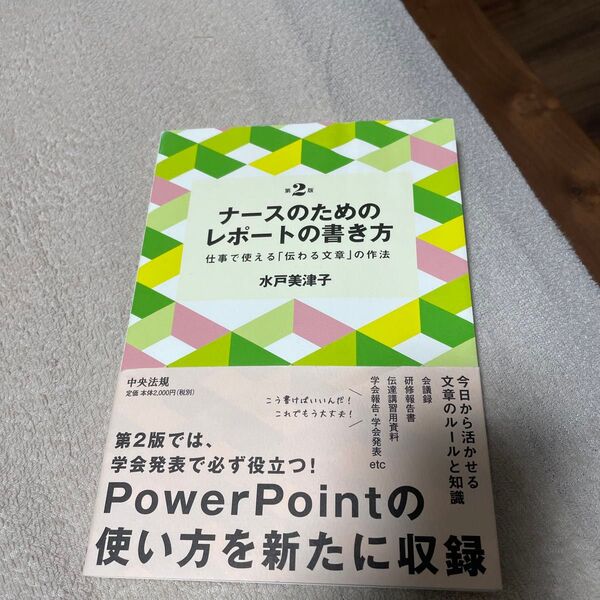 第2版
ナースのための
レポートの書き方
仕事で使える「伝わる文章」の作法
水戸美津子
中央法規
定価 本体2,000円(税別)
こう書けばいいんだ！
これでもう大丈夫！
会議録
研修報告書
伝達講習用資料
学会報告・学会発表
etc
今日から活かせる
文章のルールと知識
第2版では、
学会発表で必ず役立つ！
PowerPointの
使い方を新たに収録